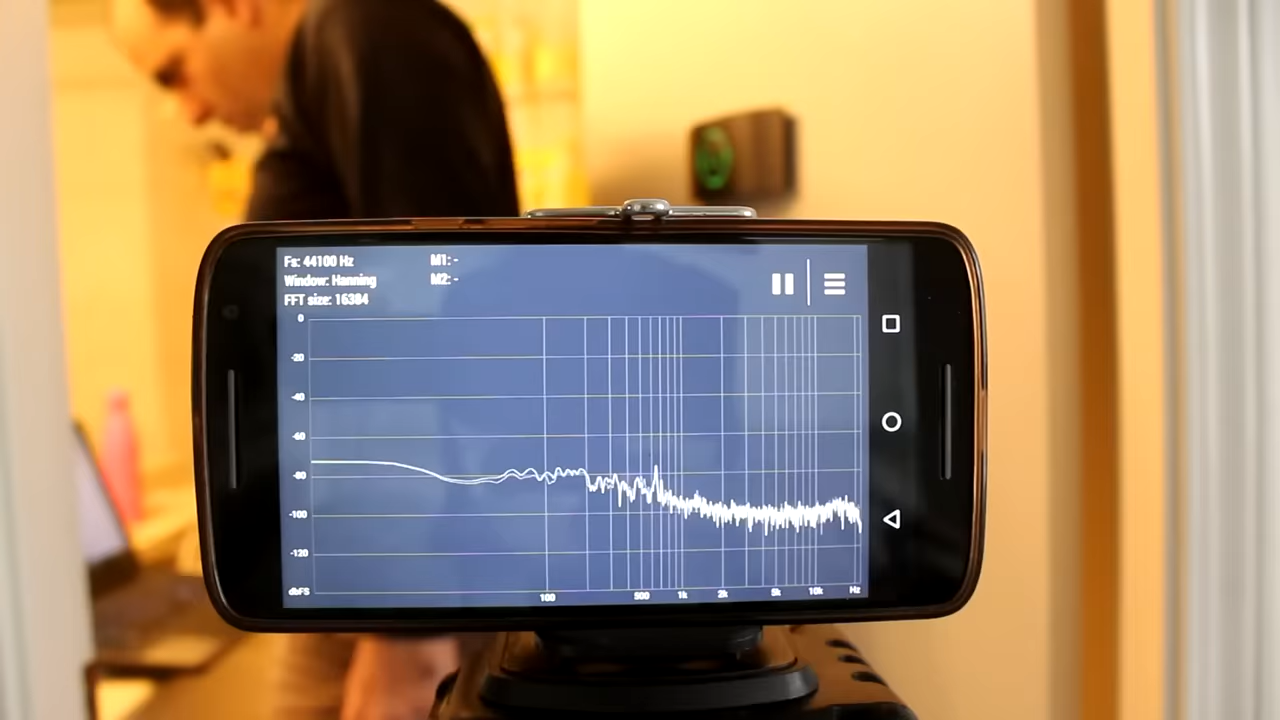 Fs: 44100 Hz
M1: -
Window: Hanning
M2: -
FFT size: 16384
0
-20
-40
-60
-80
-100
-120
dbFS
100
500
1k
2k
5k
10k
Hz